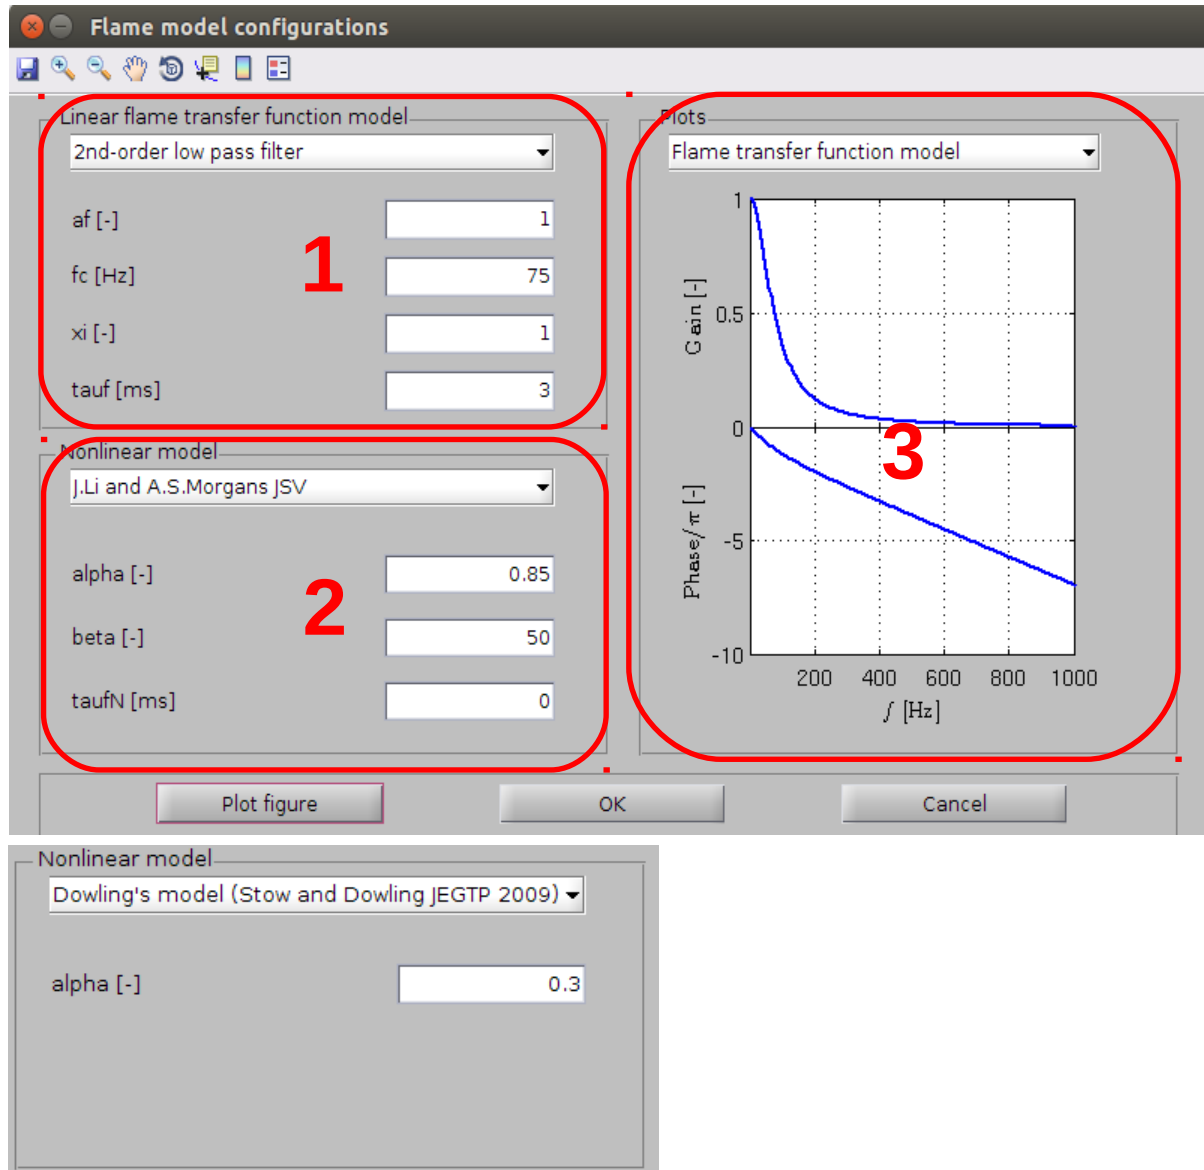 Flame model configurations
Linear flame transfer function model
2nd-order low pass filter
af [-] 1
fc [Hz] 75
xi [-] 1
tauf [ms] 3
1
Nonlinear model
J.Li and A.S.Morgans JSV
alpha [-] 0.85
beta [-] 50
taufN [ms] 0
2
Plots
Flame transfer function model
1
0.5
0
-5
-10
Gain [-]
Phase/π [-]
200 400 600 800 1000
f [Hz]
3
Plot figure OK Cancel
Nonlinear model
Dowling's model (Stow and Dowling JEGTP 2009)
alpha [-] 0.3